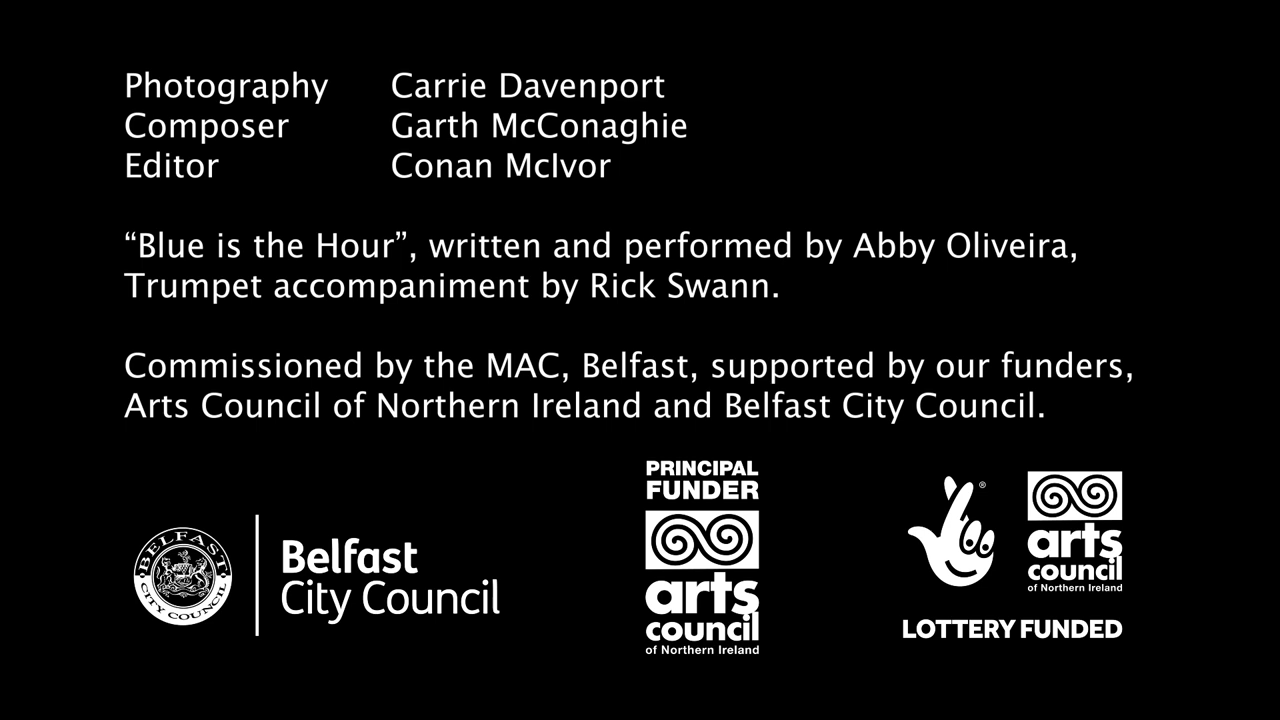 Photography Carrie Davenport
Composer Garth McConaghie
Editor Conan McIvor
“Blue is the Hour”, written and performed by Abby Oliveira,
Trumpet accompaniment by Rick Swann.
Commissioned by the MAC, Belfast, supported by our funders,
Arts Council of Northern Ireland and Belfast City Council.
BELFAST
CITY COUNCIL
Belfast
City Council
PRINCIPAL
FUNDER
arts
council
of Northern Ireland
®
arts
council
of Northern Ireland
LOTTERY FUNDED